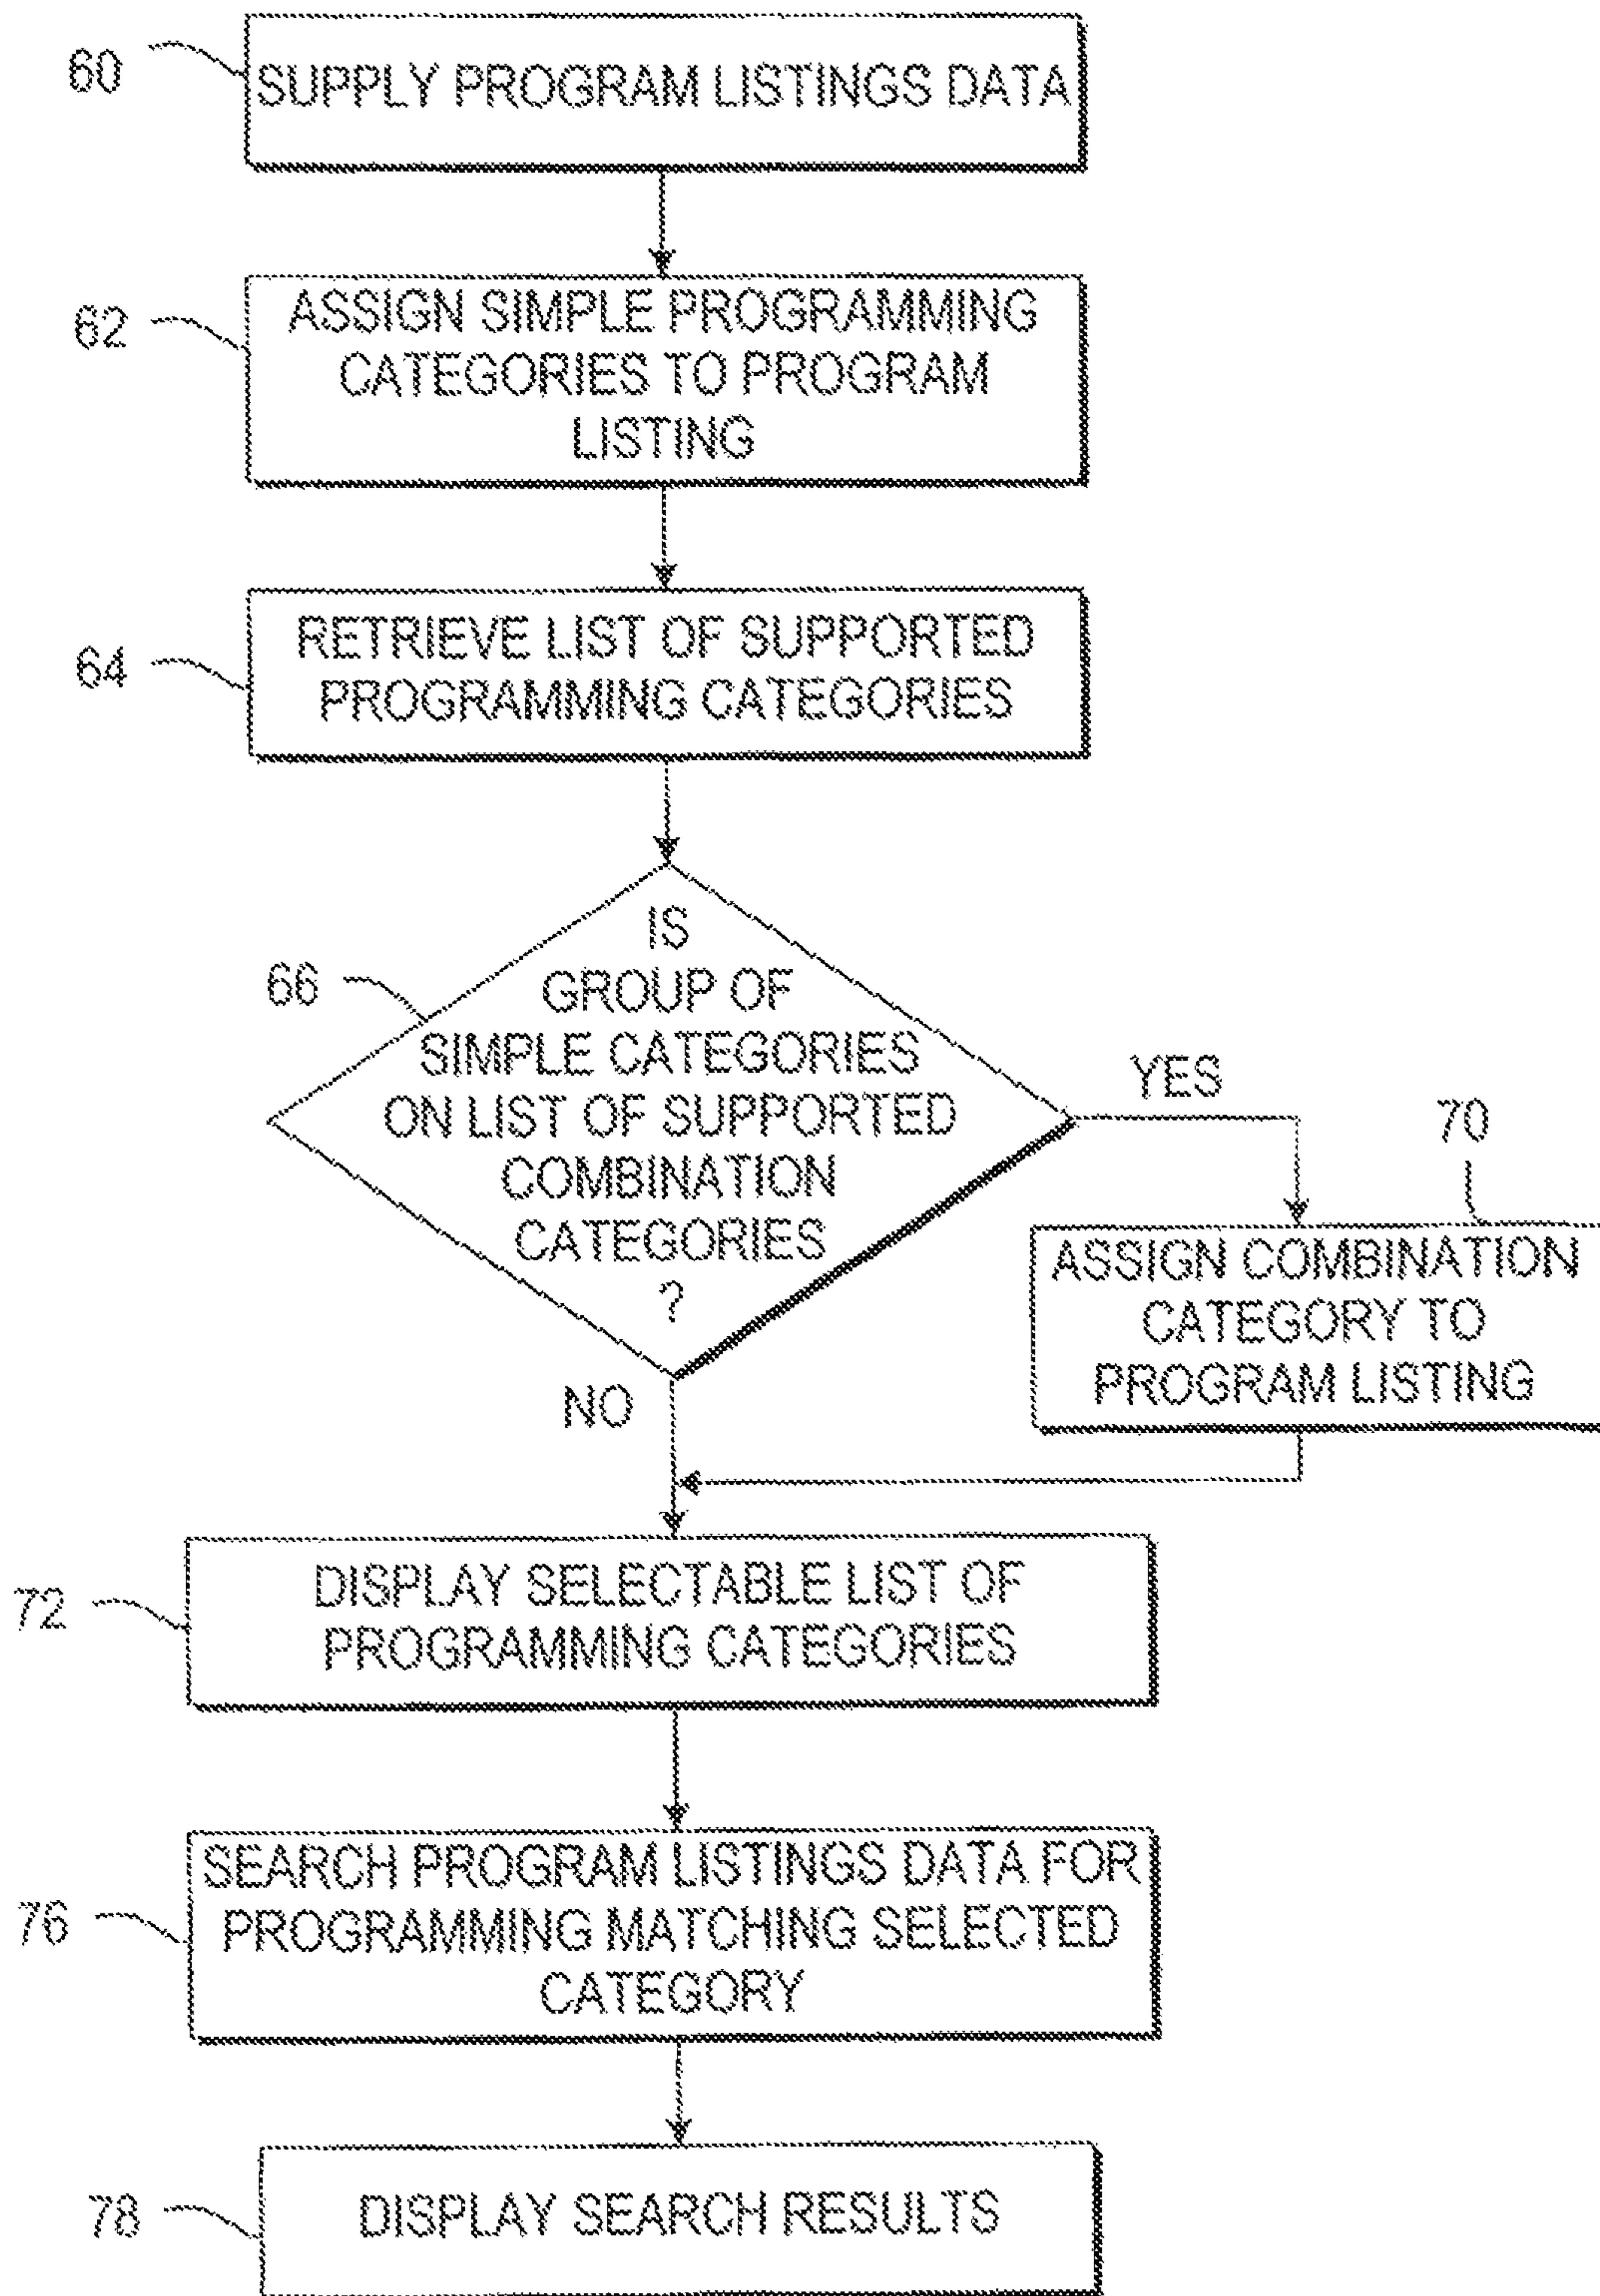 60
SUPPLY PROGRAM LISTINGS DATA
62
ASSIGN SIMPLE PROGRAMMING
CATEGORIES TO PROGRAM
LISTING
64
RETRIEVE LIST OF SUPPORTED
PROGRAMMING CATEGORIES
66
IS
GROUP OF
SIMPLE CATEGORIES
ON LIST OF SUPPORTED
COMBINATION
CATEGORIES
?
YES
NO
70
ASSIGN COMBINATION
CATEGORY TO
PROGRAM LISTING
72
DISPLAY SELECTABLE LIST OF
PROGRAMMING CATEGORIES
76
SEARCH PROGRAM LISTINGS DATA FOR
PROGRAMMING MATCHING SELECTED
CATEGORY
78
DISPLAY SEARCH RESULTS